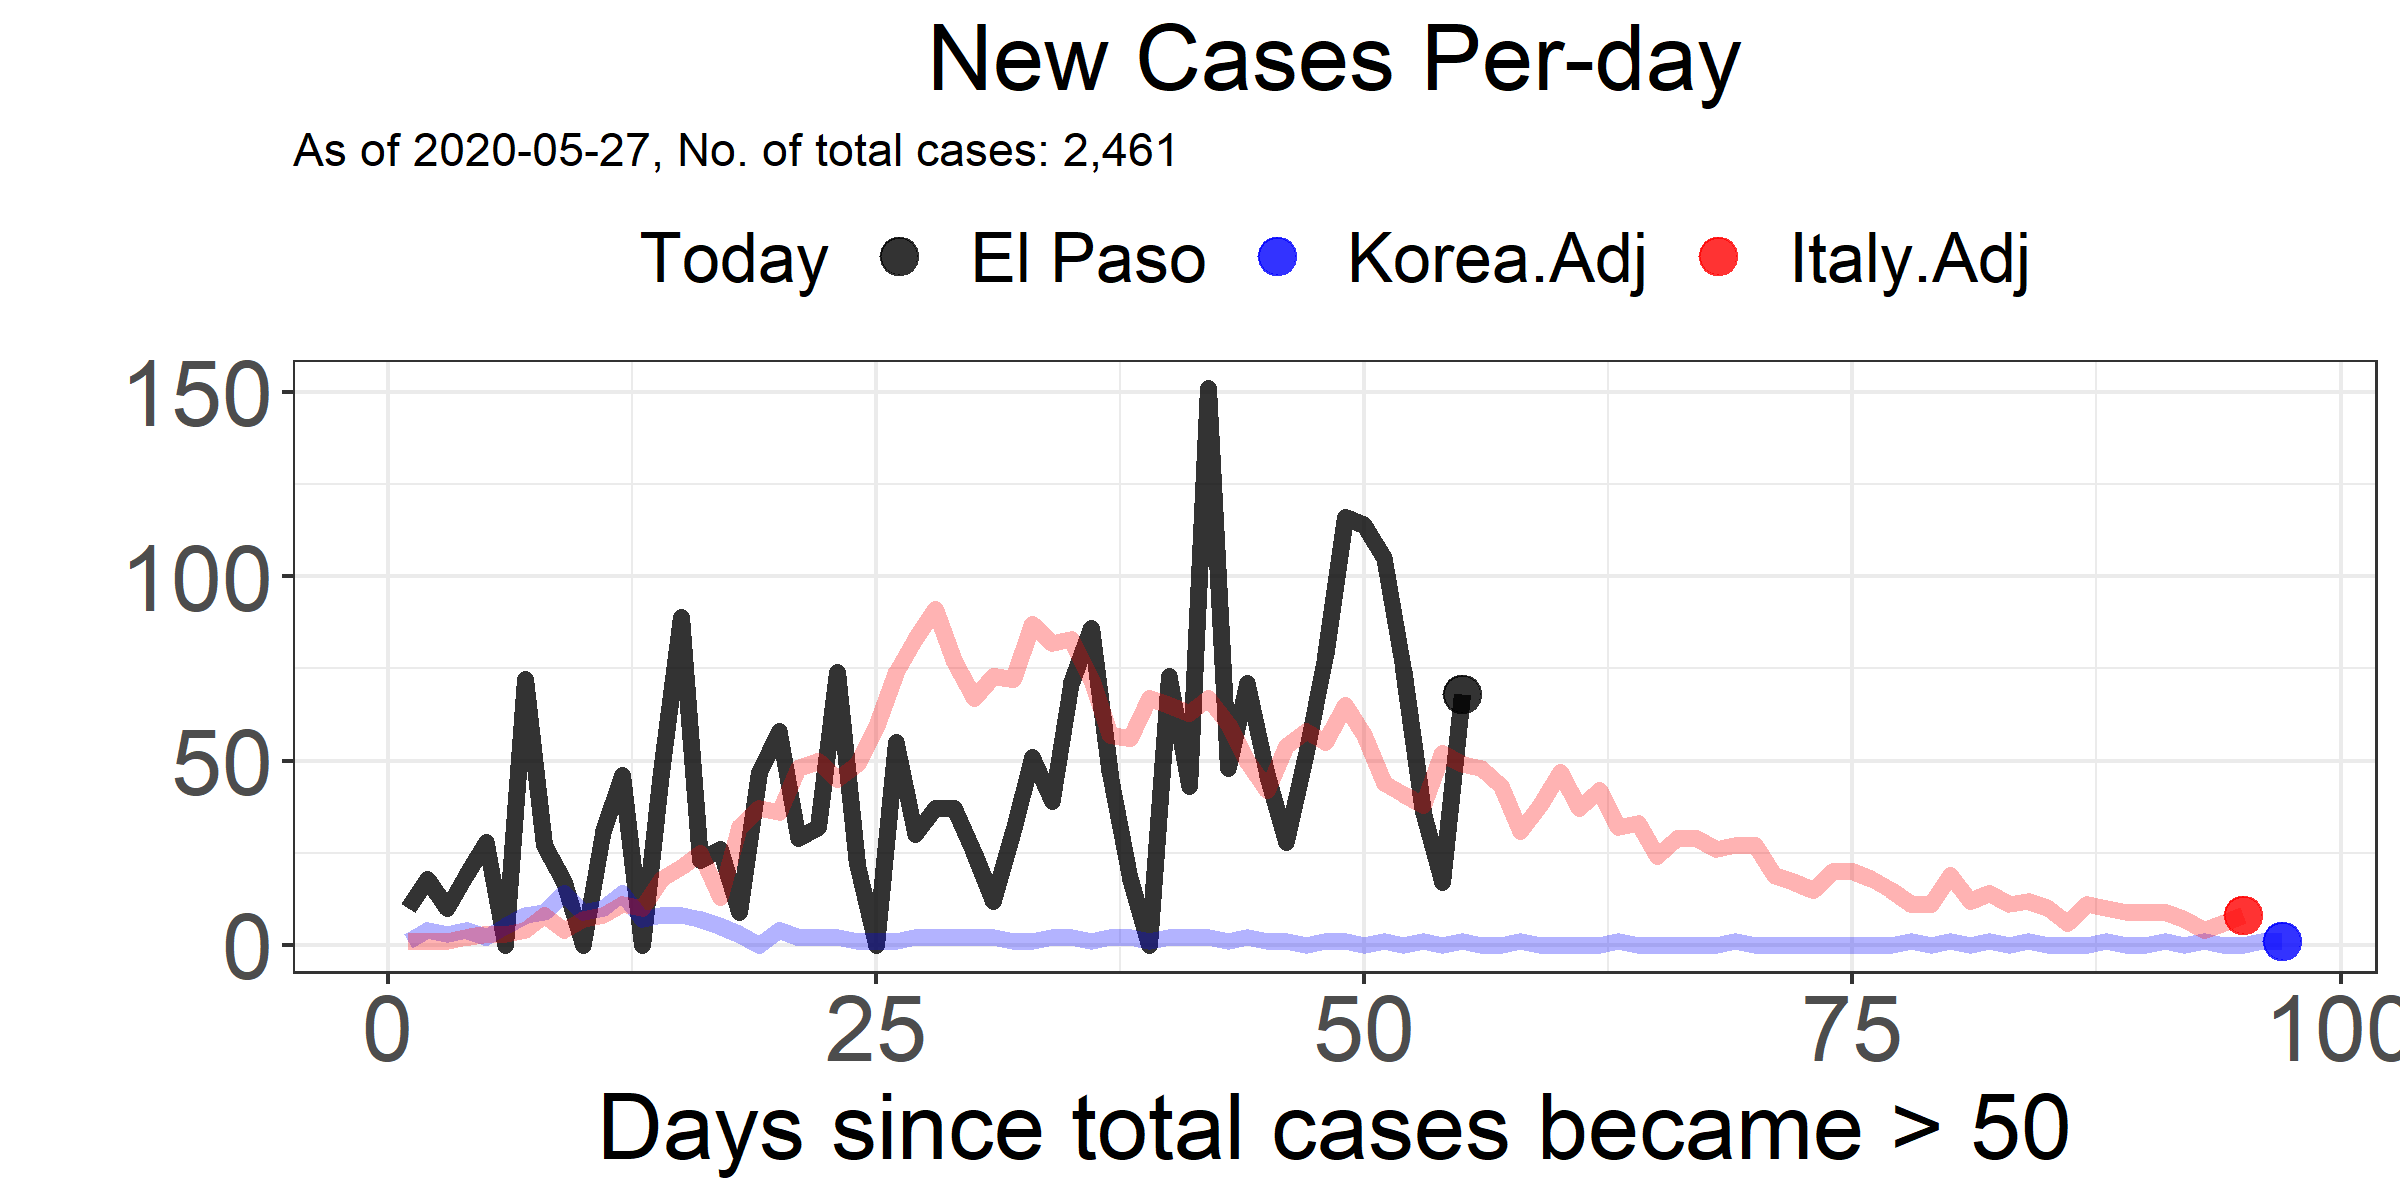 New Cases Per-day
As of 2020-05-27, No. of total cases: 2,461
Today El Paso Korea.Adj Italy.Adj
150
100
50
0
0 25 50 75 100
Days since total cases became > 50